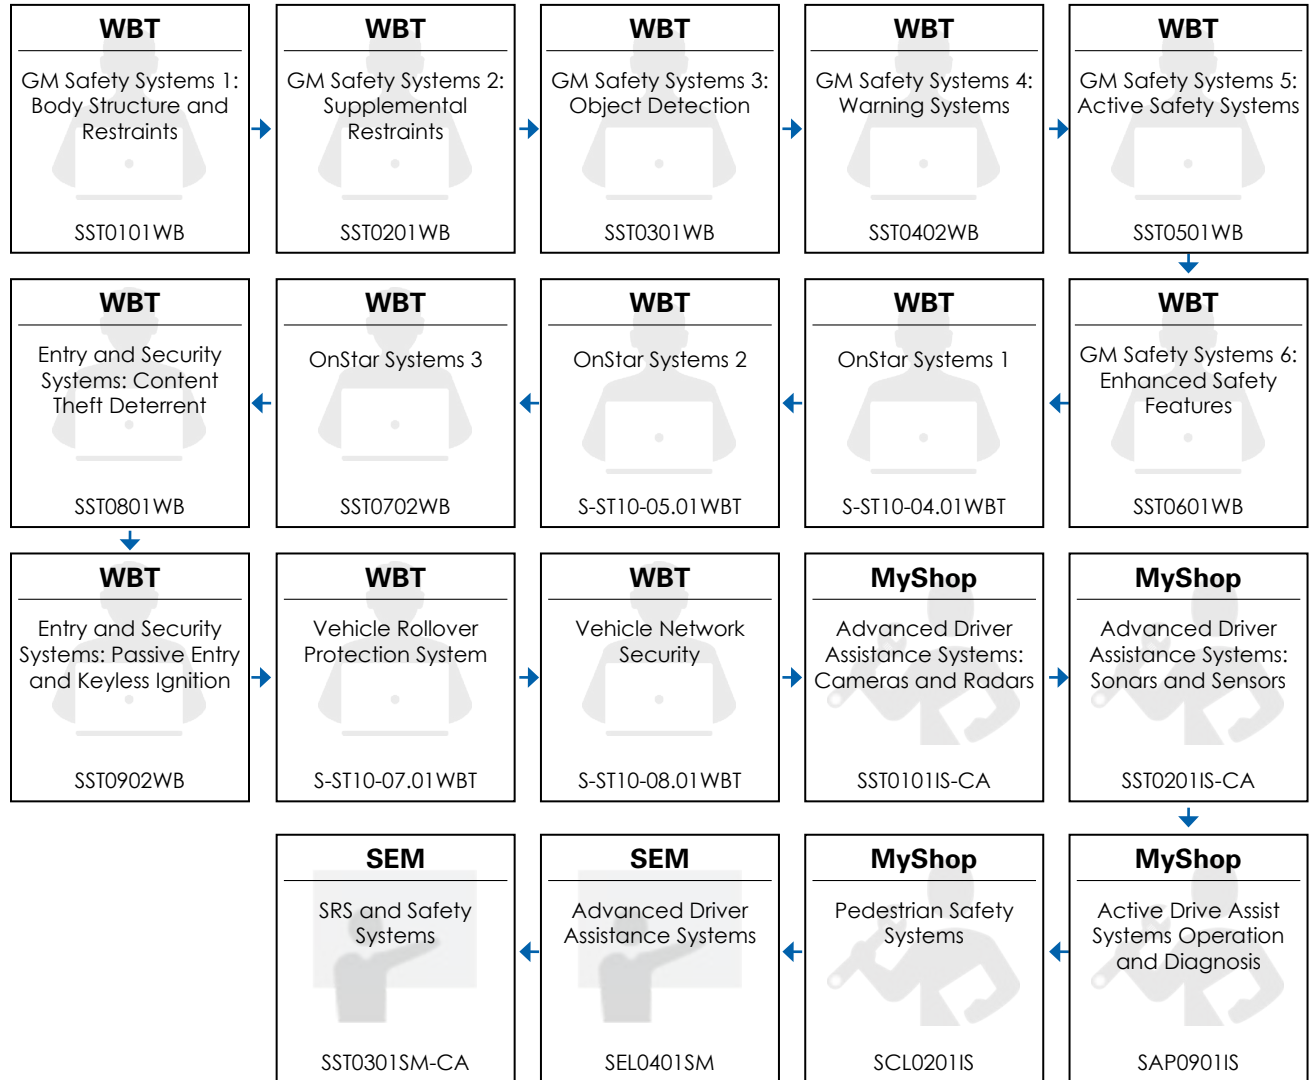 WBT
GM Safety Systems 1:
Body Structure and
Restraints
SST0101WB
WBT
GM Safety Systems 2:
Supplemental
Restraints
SST0201WB
WBT
GM Safety Systems 3:
Object Detection
SST0301WB
WBT
GM Safety Systems 4:
Warning Systems
SST0402WB
WBT
GM Safety Systems 5:
Active Safety Systems
SST0501WB
WBT
GM Safety Systems 6:
Enhanced Safety
Features
SST0601WB
WBT
OnStar Systems 1
S-ST10-04.01WBT
WBT
OnStar Systems 2
S-ST10-05.01WBT
WBT
OnStar Systems 3
SST0702WB
WBT
Entry and Security
Systems: Content
Theft Deterrent
SST0801WB
WBT
Entry and Security
Systems: Passive Entry
and Keyless Ignition
SST0902WB
WBT
Vehicle Rollover
Protection System
S-ST10-07.01WBT
WBT
Vehicle Network
Security
S-ST10-08.01WBT
MyShop
Advanced Driver
Assistance Systems:
Cameras and Radars
SST0101IS-CA
MyShop
Advanced Driver
Assistance Systems:
Sonars and Sensors
SST0201IS-CA
MyShop
Active Drive Assist
Systems Operation
and Diagnosis
SAP0901IS
MyShop
Pedestrian Safety
Systems
SCL0201IS
SEM
Advanced Driver
Assistance Systems
SEL0401SM
SEM
SRS and Safety
Systems
SST0301SM-CA